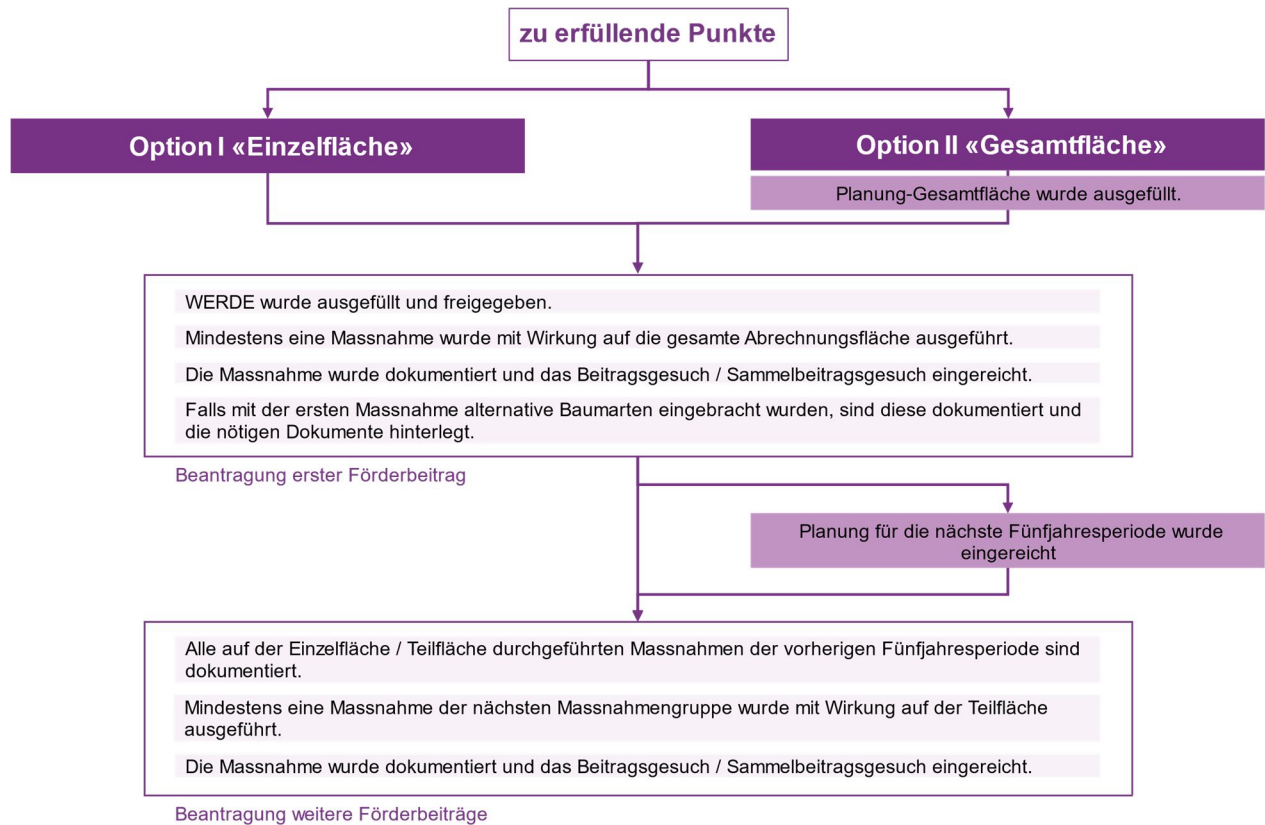 zu erfüllende Punkte
Option I «Einzelfläche»
Option II «Gesamtfläche»
Planung-Gesamtfläche wurde ausgefüllt.
WERDE wurde ausgefüllt und freigegeben.
Mindestens eine Massnahme wurde mit Wirkung auf die gesamte Abrechnungsfläche ausgeführt.
Die Massnahme wurde dokumentiert und das Beitragsgesuch / Sammelbeitragsgesuch eingereicht.
Falls mit der ersten Massnahme alternative Baumarten eingebracht wurden, sind diese dokumentiert und
die nötigen Dokumente hinterlegt.
Beantragung erster Förderbeitrag
Planung für die nächste Fünfjahresperiode wurde
eingereicht
Alle auf der Einzelfläche / Teilfläche durchgeführten Massnahmen der vorherigen Fünfjahresperiode sind
dokumentiert.
Mindestens eine Massnahme der nächsten Massnahmengruppe wurde mit Wirkung auf der Teilfläche
ausgeführt.
Die Massnahme wurde dokumentiert und das Beitragsgesuch / Sammelbeitragsgesuch eingereicht.
Beantragung weitere Förderbeiträge